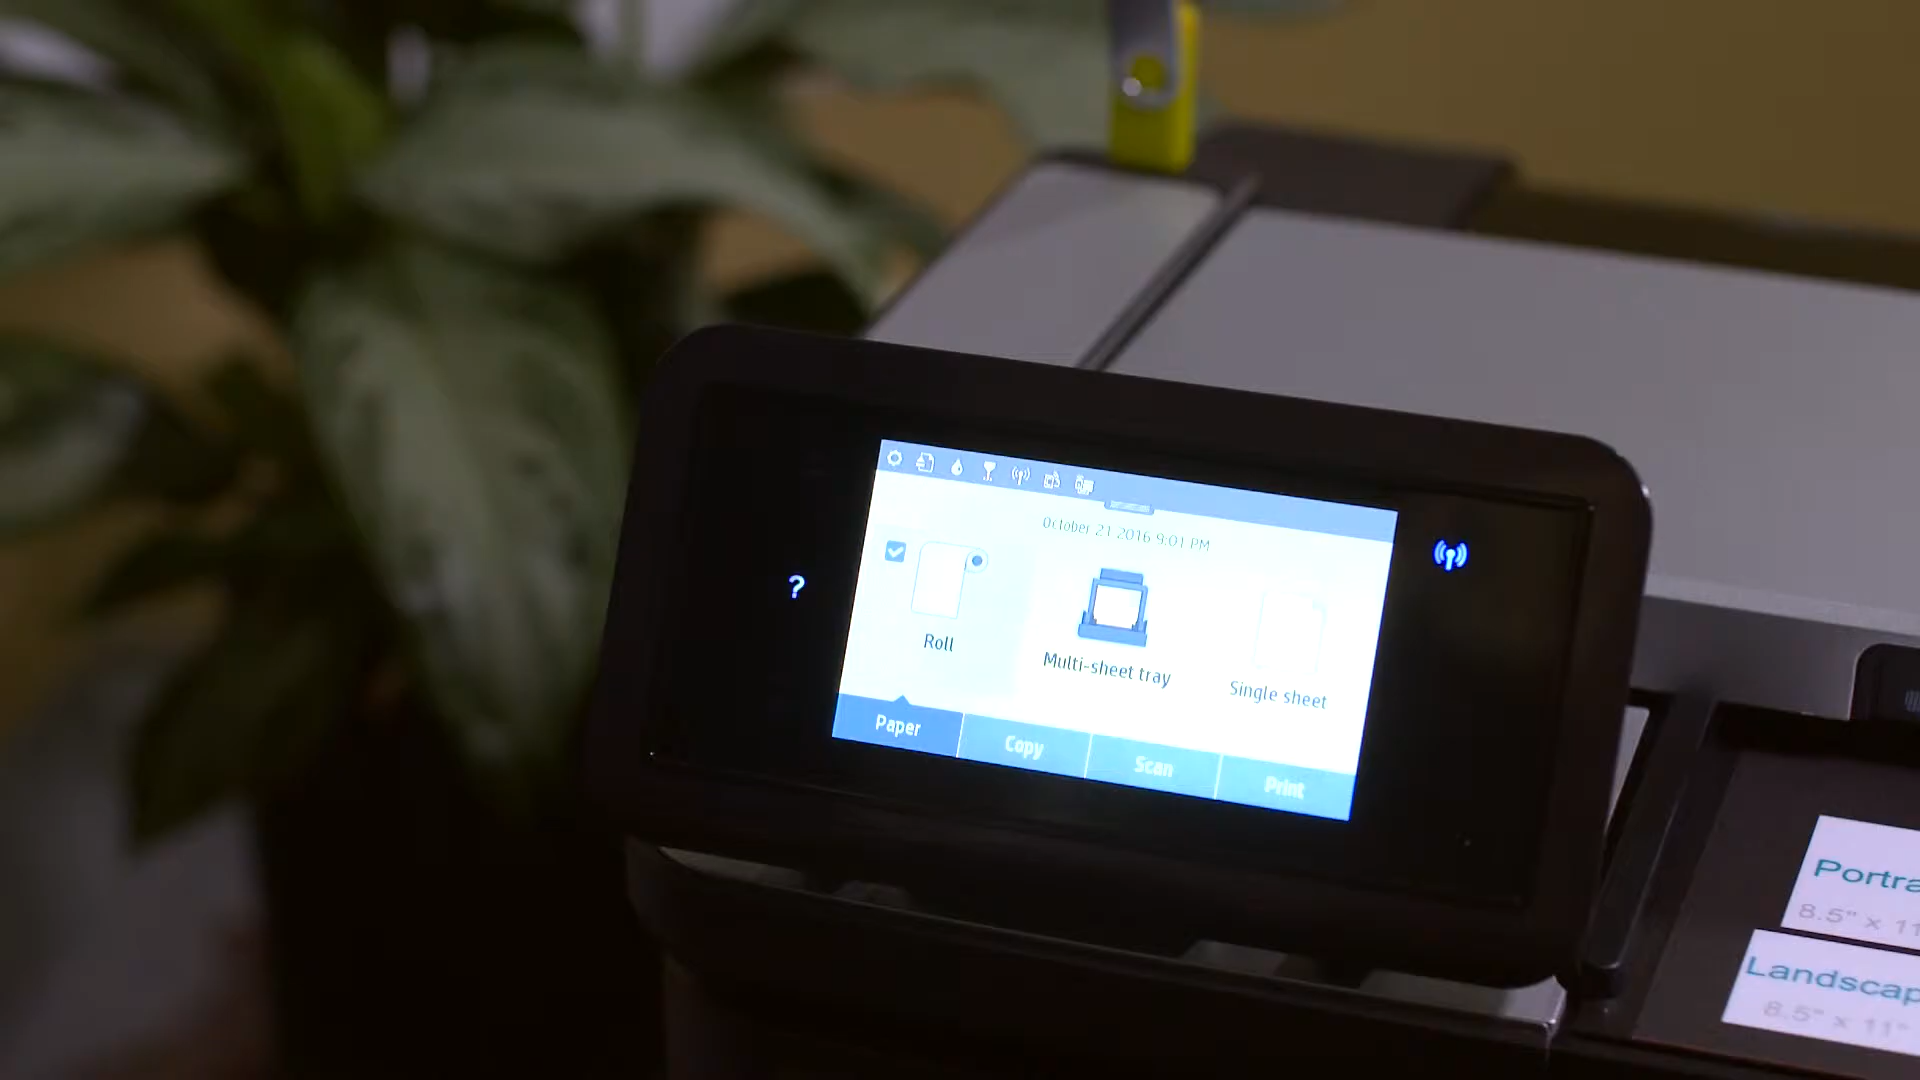 October 21 2016 9:01 PM
?
Roll
Multi-sheet tray
Single sheet
Paper
Copy
Scan
Print
Portra
8.5" x 11
Landscap
8.5" x 11"